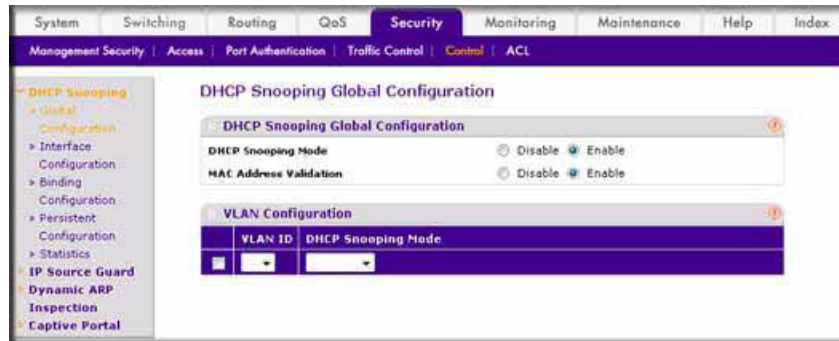 System Switching Routing QoS Security Monitoring Maintenance Help Index
Management Security | Access | Port Authentication | Traffic Control | Control | ACL
DHCP Snooping
» Global
Configuration
» Interface
Configuration
» Binding
Configuration
» Persistent
Configuration
» Statistics
IP Source Guard
Dynamic ARP
Inspection
Captive Portal
DHCP Snooping Global Configuration
DHCP Snooping Global Configuration
DHCP Snooping Mode Disable Enable
MAC Address Validation Disable Enable
VLAN Configuration
VLAN ID DHCP Snooping Mode